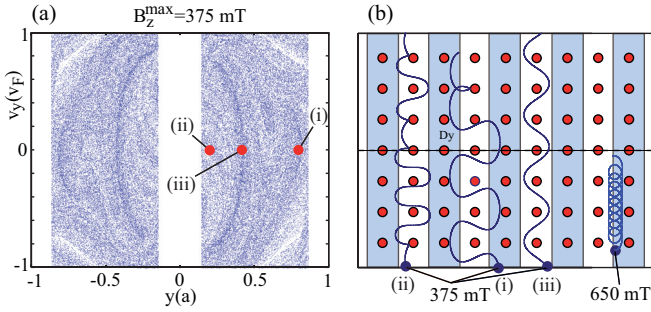 (a)
B_z^max=375 mT
v_y(v_F)
1
0
-1
-1
-0.5
0
0.5
1
y(a)
(ii)
(iii)
(i)
(b)
Dy
(ii)
375 mT
(i)
(iii)
650 mT